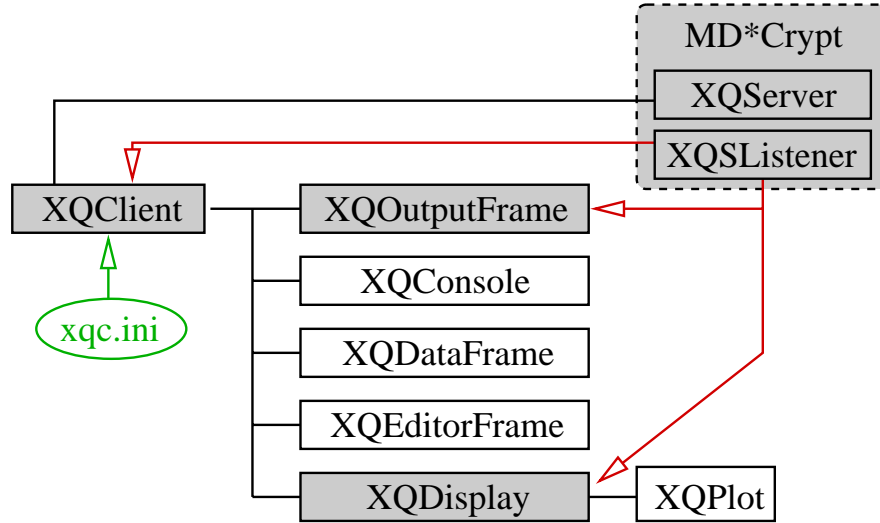 MD*Crypt
XQServer
XQSListener
XQClient
XQOutputFrame
XQConsole
xqc.ini
XQDataFrame
XQEditorFrame
XQDisplay
XQPlot